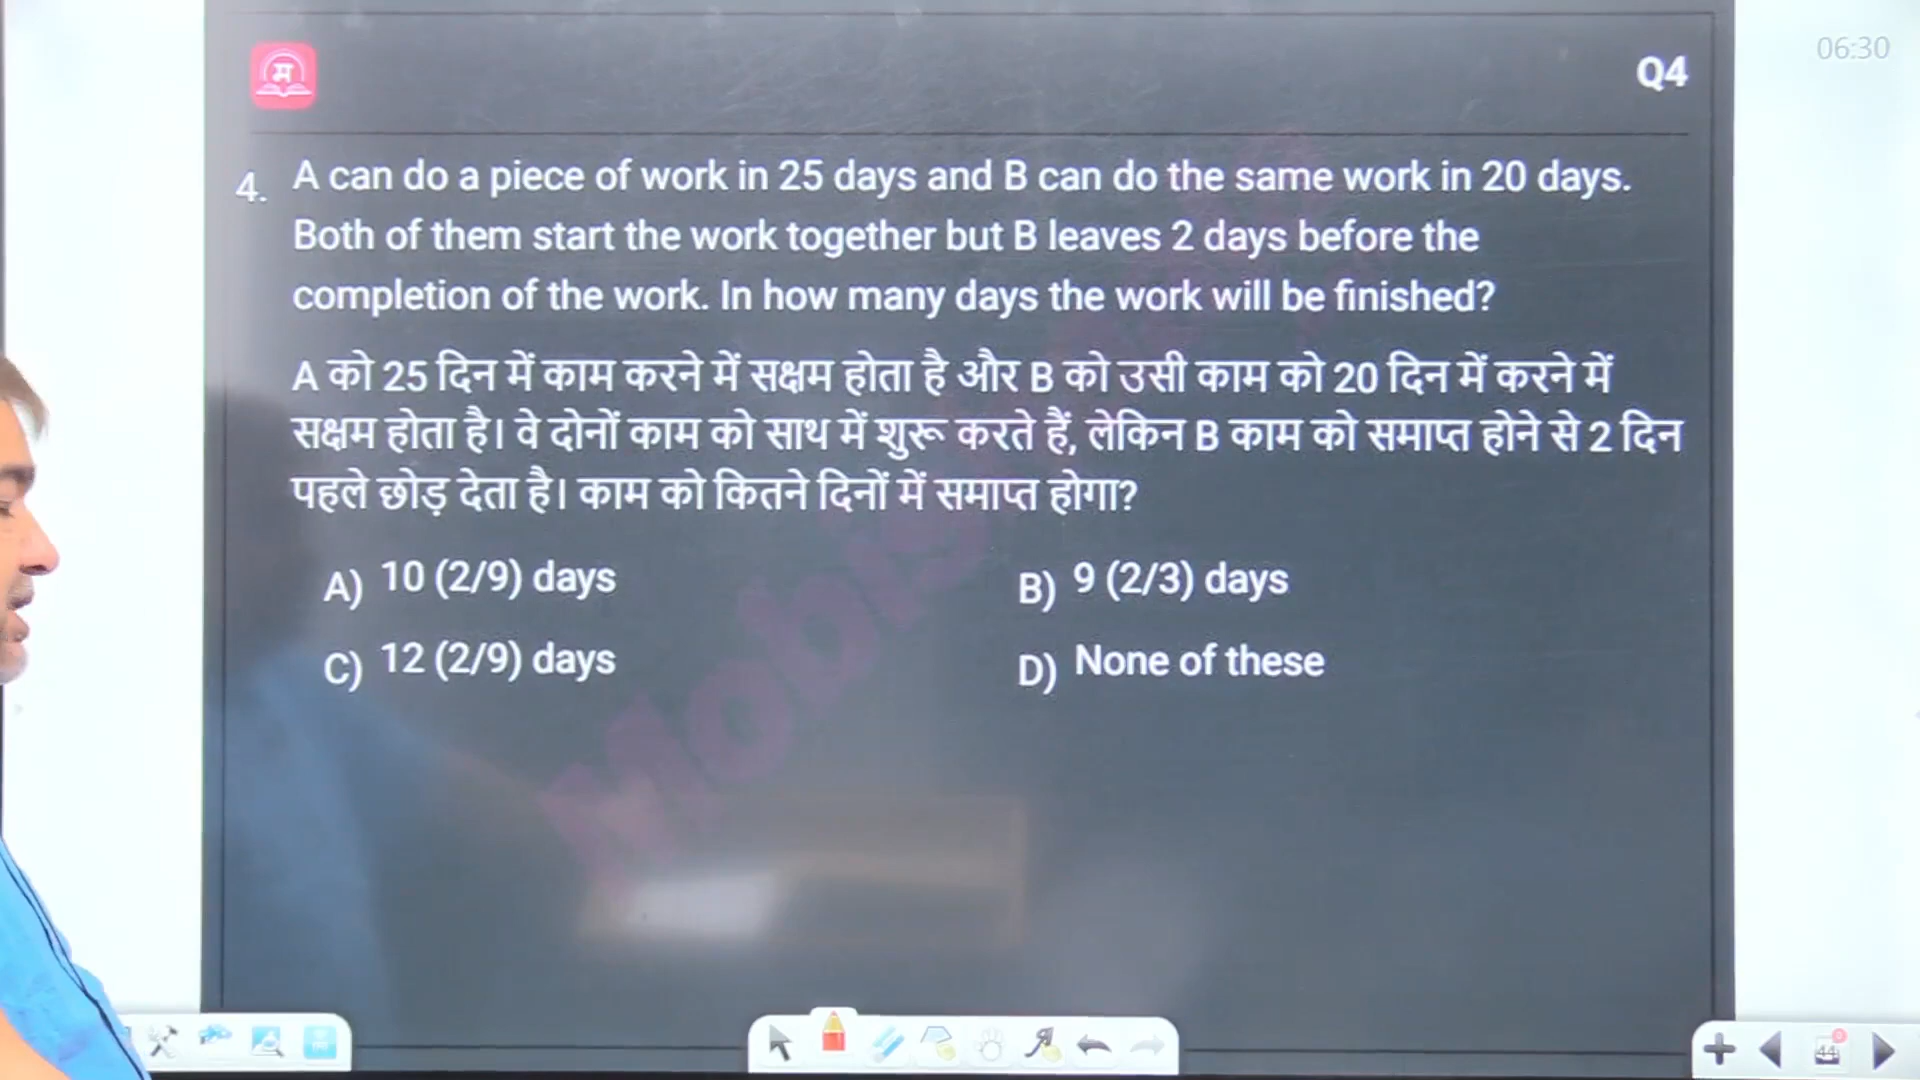 म
Q4
06:30
4. A can do a piece of work in 25 days and B can do the same work in 20 days.
Both of them start the work together but B leaves 2 days before the
completion of the work. In how many days the work will be finished?
A को 25 दिन में काम करने में सक्षम होता है और B को उसी काम को 20 दिन में करने में
सक्षम होता है। वे दोनों काम को साथ में शुरू करते हैं, लेकिन B काम को समाप्त होने से 2 दिन
पहले छोड़ देता है। काम को कितने दिनों में समाप्त होगा?
A) 10 (2/9) days
B) 9 (2/3) days
C) 12 (2/9) days
D) None of these
44